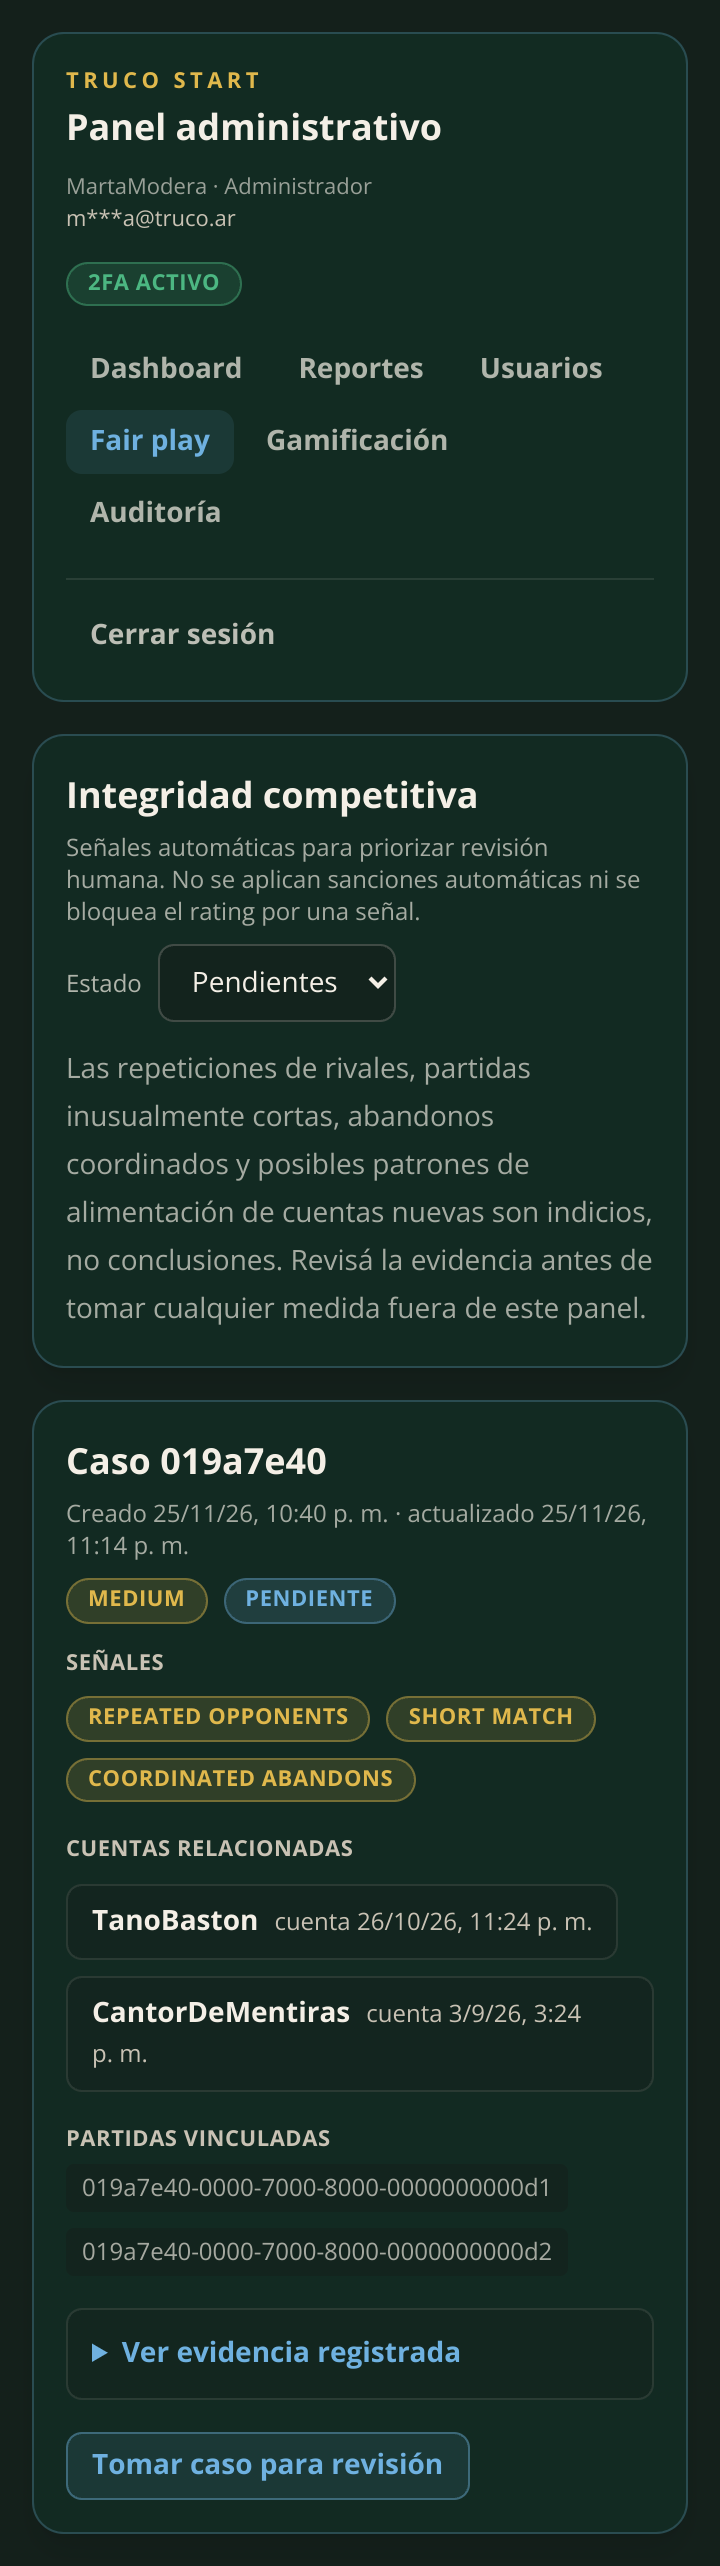 TRUCO START
Panel administrativo
MartaModera · Administrador
m***a@truco.ar
2FA ACTIVO
Dashboard Reportes Usuarios
Fair play Gamificación
Auditoría
Cerrar sesión
Integridad competitiva
Señales automáticas para priorizar revisión
humana. No se aplican sanciones automáticas ni se
bloquea el rating por una señal.
Estado Pendientes
Las repeticiones de rivales, partidas
inusualmente cortas, abandonos
coordinados y posibles patrones de
alimentación de cuentas nuevas son indicios,
no conclusiones. Revisá la evidencia antes de
tomar cualquier medida fuera de este panel.
Caso 019a7e40
Creado 25/11/26, 10:40 p. m. · actualizado 25/11/26,
11:14 p. m.
MEDIUM PENDIENTE
SEÑALES
REPEATED OPPONENTS SHORT MATCH
COORDINATED ABANDONS
CUENTAS RELACIONADAS
TanoBaston cuenta 26/10/26, 11:24 p. m.
CantorDeMentiras cuenta 3/9/26, 3:24
p. m.
PARTIDAS VINCULADAS
019a7e40-0000-7000-8000-0000000000d1
019a7e40-0000-7000-8000-0000000000d2
Ver evidencia registrada
Tomar caso para revisión